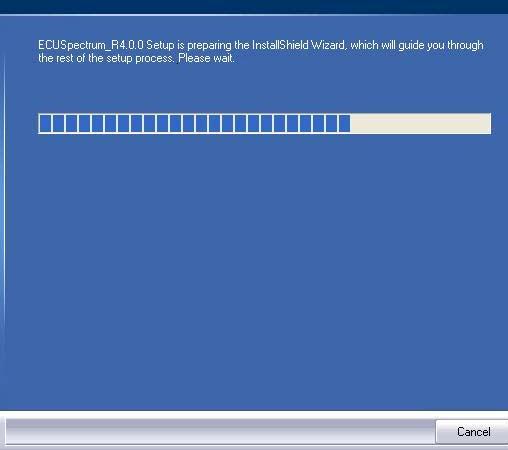 ECUSpectrum_R4.0.0 Setup is preparing the InstallShield Wizard, which will guide you through
the rest of the setup process. Please wait.
Cancel